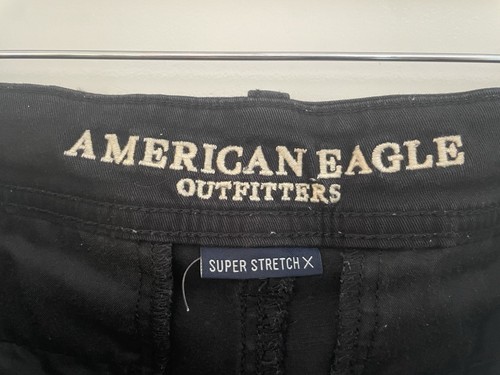 AMERICAN EAGLE
OUTFITTERS
SUPER STRETCH X